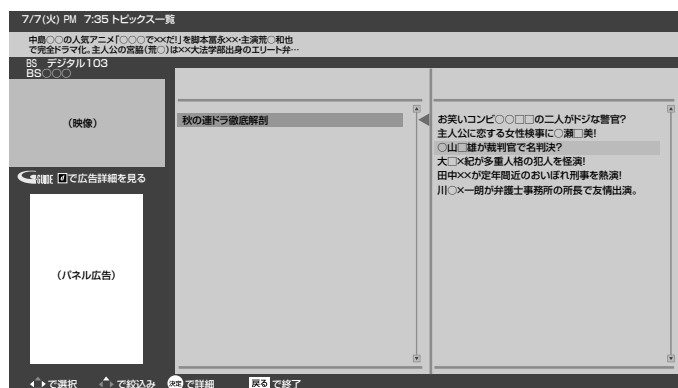 7/7(火) PM 7:35 トピックス一覧
中島○○の人気アニメ「○○○で××だ!」を脚本富永××・主演荒○和也
で完全ドラマ化。主人公の宮脇(荒○)は××大法学部出身のエリート弁…
BS デジタル103
BS○○○
(映像)
秋の連ドラ徹底解剖
お笑いコンビ○○□□の二人がドジな警官?
主人公に恋する女性検事に○瀬□美!
○山□雄が裁判官で名判決?
大□×紀が多重人格の犯人を怪演!
田中××が定年間近のおいぼれ刑事を熱演!
川○×一朗が弁護士事務所の所長で友情出演。
G GUIDE dで広告詳細を見る
(パネル広告)
で選択 で絞込み 決定で詳細 戻るで終了